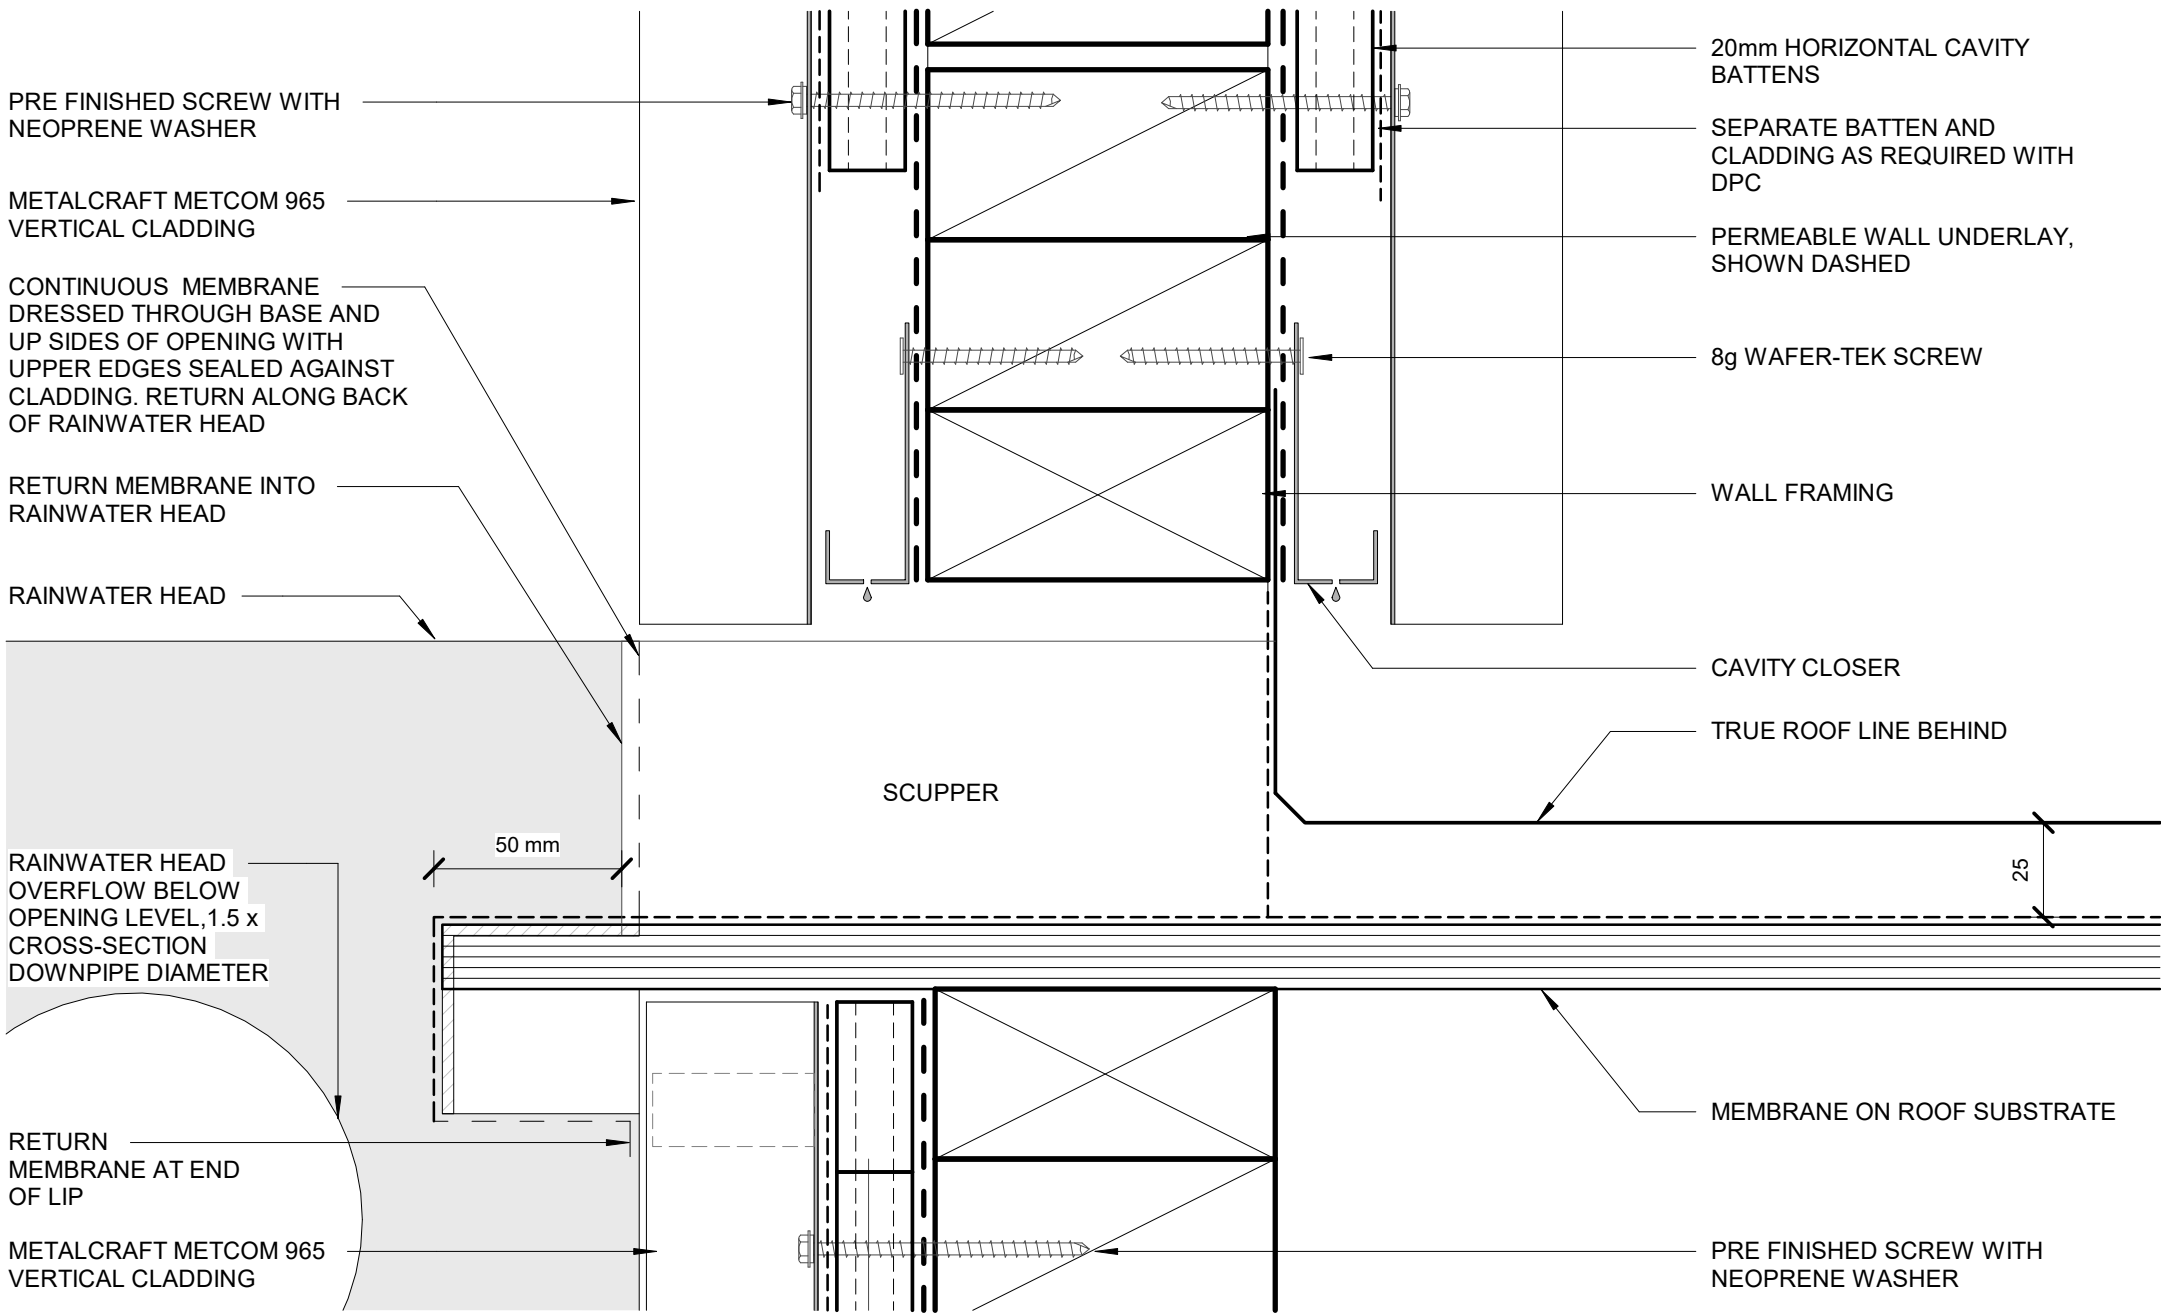 PRE FINISHED SCREW WITH
NEOPRENE WASHER
METALCRAFT METCOM 965
VERTICAL CLADDING
CONTINUOUS  MEMBRANE
DRESSED THROUGH BASE AND
UP SIDES OF OPENING WITH
UPPER EDGES SEALED AGAINST
CLADDING. RETURN ALONG BACK
OF RAINWATER HEAD
RETURN MEMBRANE INTO
RAINWATER HEAD
RAINWATER HEAD
RAINWATER HEAD
OVERFLOW BELOW
OPENING LEVEL,1.5 x
CROSS-SECTION
DOWNPIPE DIAMETER
RETURN
MEMBRANE AT END
OF LIP
METALCRAFT METCOM 965
VERTICAL CLADDING
50 mm
SCUPPER
20mm HORIZONTAL CAVITY
BATTENS
SEPARATE BATTEN AND
CLADDING AS REQUIRED WITH
DPC
PERMEABLE WALL UNDERLAY,
SHOWN DASHED
8g WAFER-TEK SCREW
WALL FRAMING
CAVITY CLOSER
TRUE ROOF LINE BEHIND
25
MEMBRANE ON ROOF SUBSTRATE
PRE FINISHED SCREW WITH
NEOPRENE WASHER